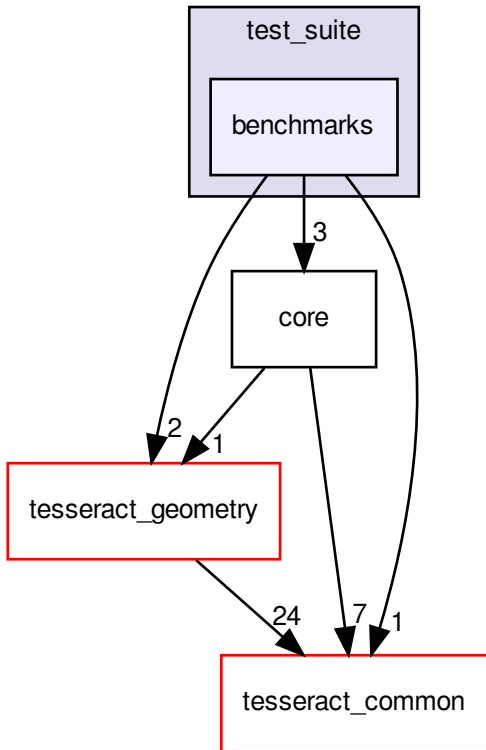 test_suite
benchmarks
3
core
2
1
tesseract_geometry
24
7
1
tesseract_common